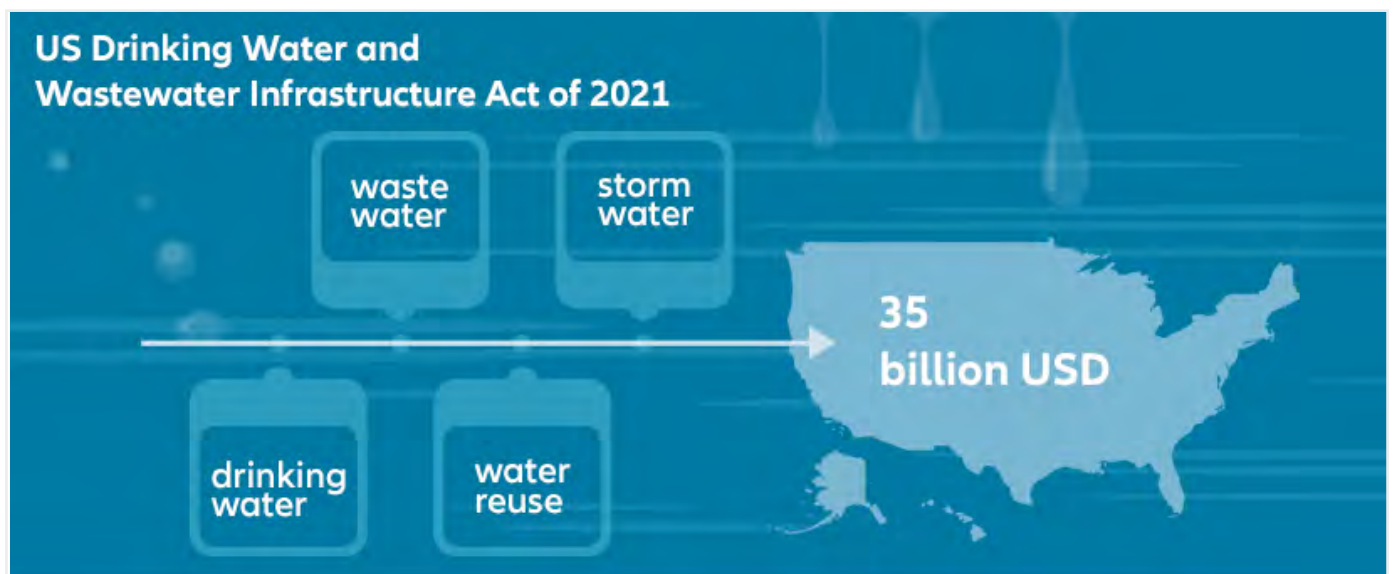 US Drinking Water and
Wastewater Infrastructure Act of 2021
waste
water
storm
water
35
billion USD
drinking
water
water
reuse